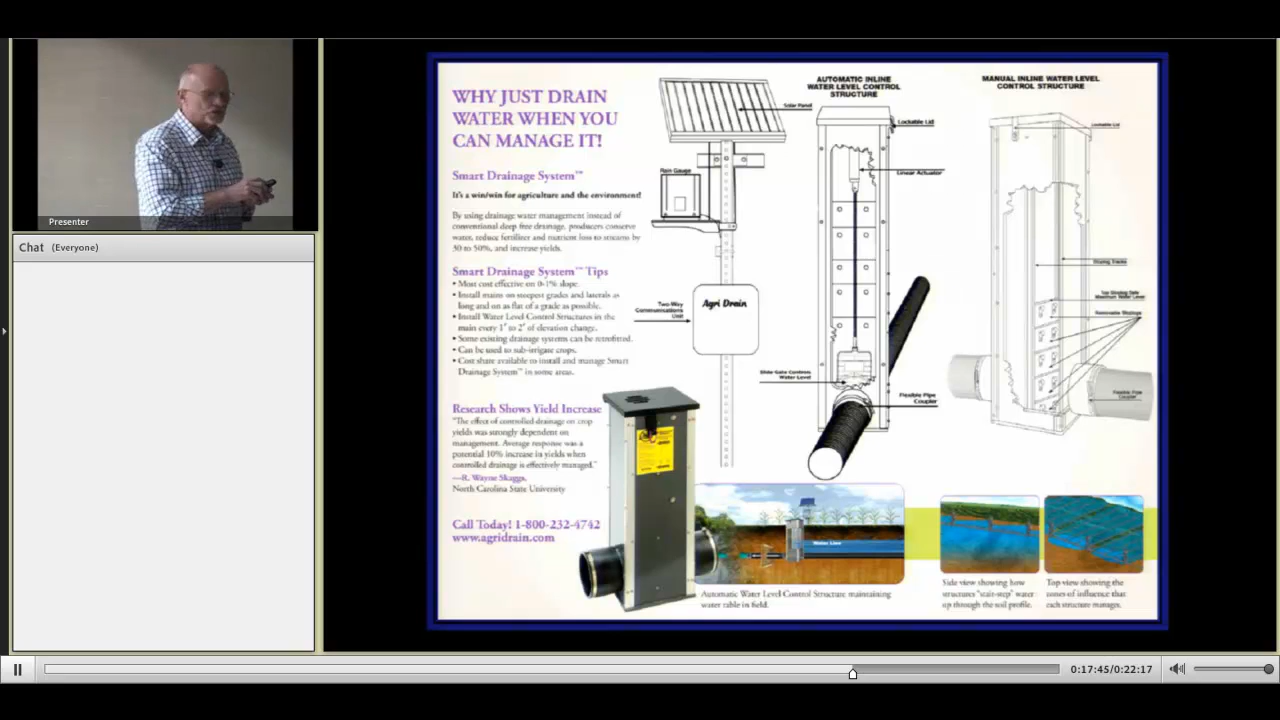 Presenter
Chat (Everyone)
WHY JUST DRAIN
WATER WHEN YOU
CAN MANAGE IT!
Smart Drainage System™
It's a win/win for agriculture and the environment!
By using drainage water management instead of
conventional deep free drainage, producers conserve
water, reduce fertilizer and nutrient loss to streams by
30 to 50%, and increase yields.
Smart Drainage System™ Tips
• Most cost effective on 0-1% slope.
• Install mains on steepest grades and laterals as
long and on as flat of a grade as possible.
• Install Water Level Control Structures in the
main every 1' to 2' of elevation change.
• Some existing drainage systems can be retrofitted.
• Can be used to sub-irrigate crops.
• Cost share available to install and manage Smart
Drainage System™ in some areas.
Research Shows Yield Increase
"The effect of controlled drainage on crop
yields was strongly dependent on
management. Average response was a
potential 10% increase in yields when
controlled drainage is effectively managed."
—R. Wayne Skaggs,
North Carolina State University
Call Today! 1-800-232-4742
www.agridrain.com
Solar Panel
Rain Gauge
Two-Way
Communications
Unit
Agri Drain
AUTOMATIC INLINE
WATER LEVEL CONTROL
STRUCTURE
Lockable Lid
Linear Actuator
Slide Gate Controls
Water Level
Flexible Pipe
Coupler
MANUAL INLINE WATER LEVEL
CONTROL STRUCTURE
Lockable Lid
Maximum Water Level
Removable
Flexible Pipe
Coupler
Water Line
Automatic Water Level Control Structure maintaining
water table in field.
Side view showing how
structures "stair-step" water
up through the soil profile.
Top view showing the
zones of influence that
each structure manages.
0:17:45/0:22:17